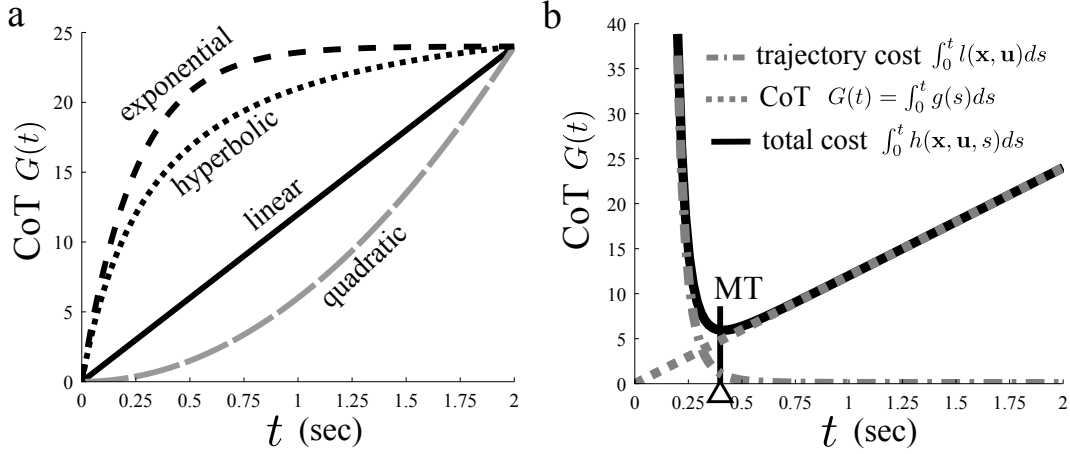 a
CoT G(t)
25
20
15
10
5
0
exponential
hyperbolic
linear
quadratic
0 0.25 0.5 0.75 1 1.25 1.5 1.75 2
t (sec)
b
CoT G(t)
40
35
30
25
20
15
10
5
0
trajectory cost ∫₀ᵗ l(x, u)ds
CoT G(t) = ∫₀ᵗ g(s)ds
total cost ∫₀ᵗ h(x, u, s)ds
MT
0 0.25 0.5 0.75 1 1.25 1.5 1.75 2
t (sec)